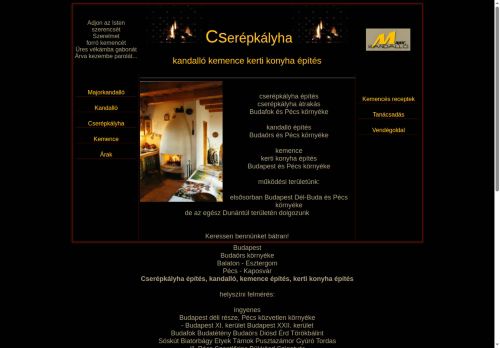 Adjon az Isten
szerencsét
Szerelmet
forró kemencét
Üres vékámba gabonát
Árva kezembe parolát...
Cserépkályha
kandalló kemence kerti konyha építés
Major
KANDALLÓ
Majorkandalló
Kandalló
Cserépkályha
Kemence
Árak
cserépkályha építés
cserépkályha átrakás
Budafok és Pécs környéke
kandalló építés
Budaörs és Pécs környéke
kemence
kerti konyha építés
Budapest és Pécs környéke
működési területünk:
elsősorban Budapest Dél-Buda és Pécs
környéke
de az egész Dunántúl területén dolgozunk
Keressen bennünket bátran!
Kemencés receptek
Tanácsadás
Vendégoldal
Budapest
Budaörs környéke
Balaton - Esztergom
Pécs - Kaposvár
Cserépkályha építés, kandalló, kemence építés, kerti konyha építés
helyszíni felmérés:
ingyenes
Budapest déli része, Pécs közvetlen környéke
- Budapest XI. kerület Budapest XXII. kerület
Budafok Budatétény Budaörs Diósd Érd Törökbálint
Sóskút Biatorbágy Etyek Tárnok Pusztazámor Gyúró Tordas